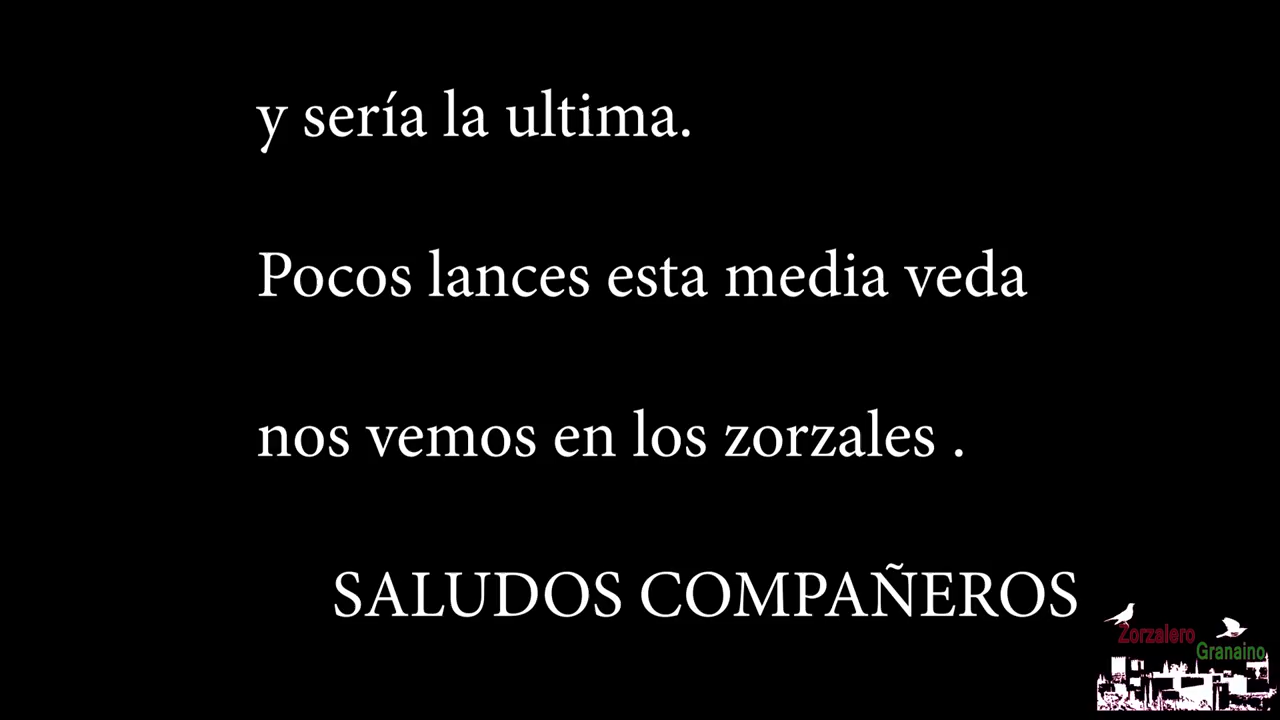 y sería la ultima.
Pocos lances esta media veda
nos vemos en los zorzales .
SALUDOS COMPAÑEROS
Zorzalero
Granaino